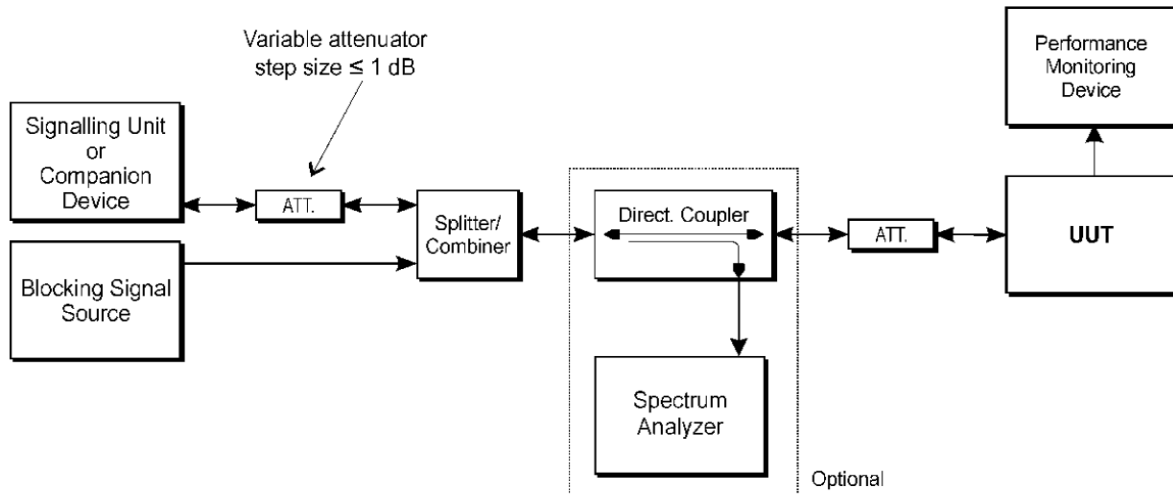 Variable attenuator
step size ≤ 1 dB
Signalling Unit
or
Companion
Device
ATT.
Blocking Signal
Source
Splitter/
Combiner
Direct. Coupler
Spectrum
Analyzer
Optional
ATT.
Performance
Monitoring
Device
UUT